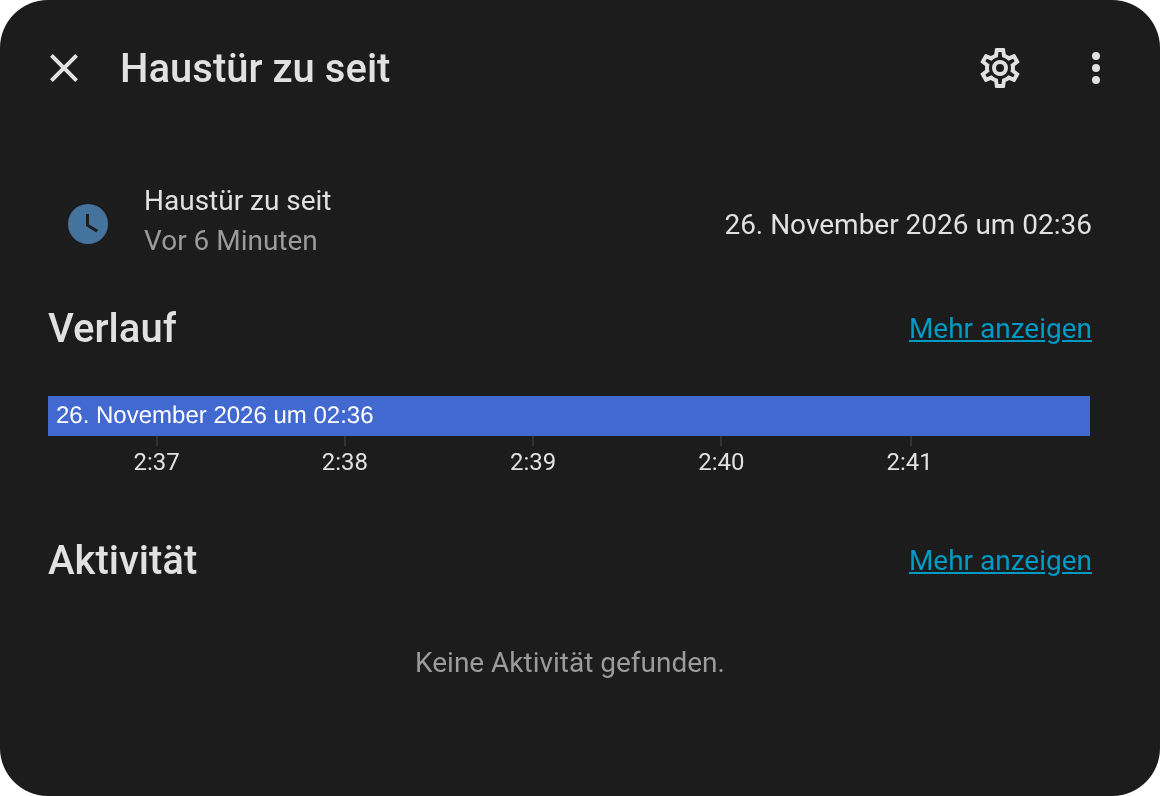 Haustür zu seit
Haustür zu seit
Vor 6 Minuten
26. November 2026 um 02:36
Verlauf
Mehr anzeigen
26. November 2026 um 02:36
2:37 2:38 2:39 2:40 2:41
Aktivität
Mehr anzeigen
Keine Aktivität gefunden.